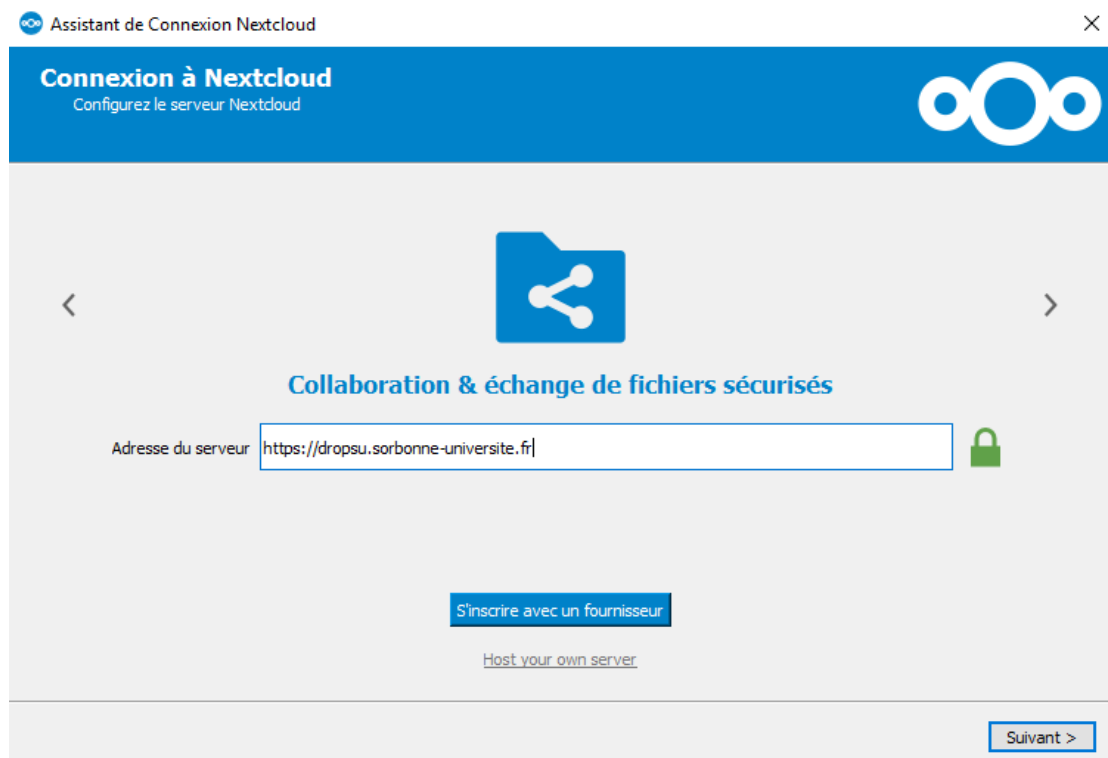 Assistant de Connexion Nextcloud
Connexion à Nextcloud
Configurez le serveur Nextcloud
Collaboration & échange de fichiers sécurisés
Adresse du serveur https://dropsu.sorbonne-universite.fr
S'inscrire avec un fournisseur
Host your own server
Suivant >